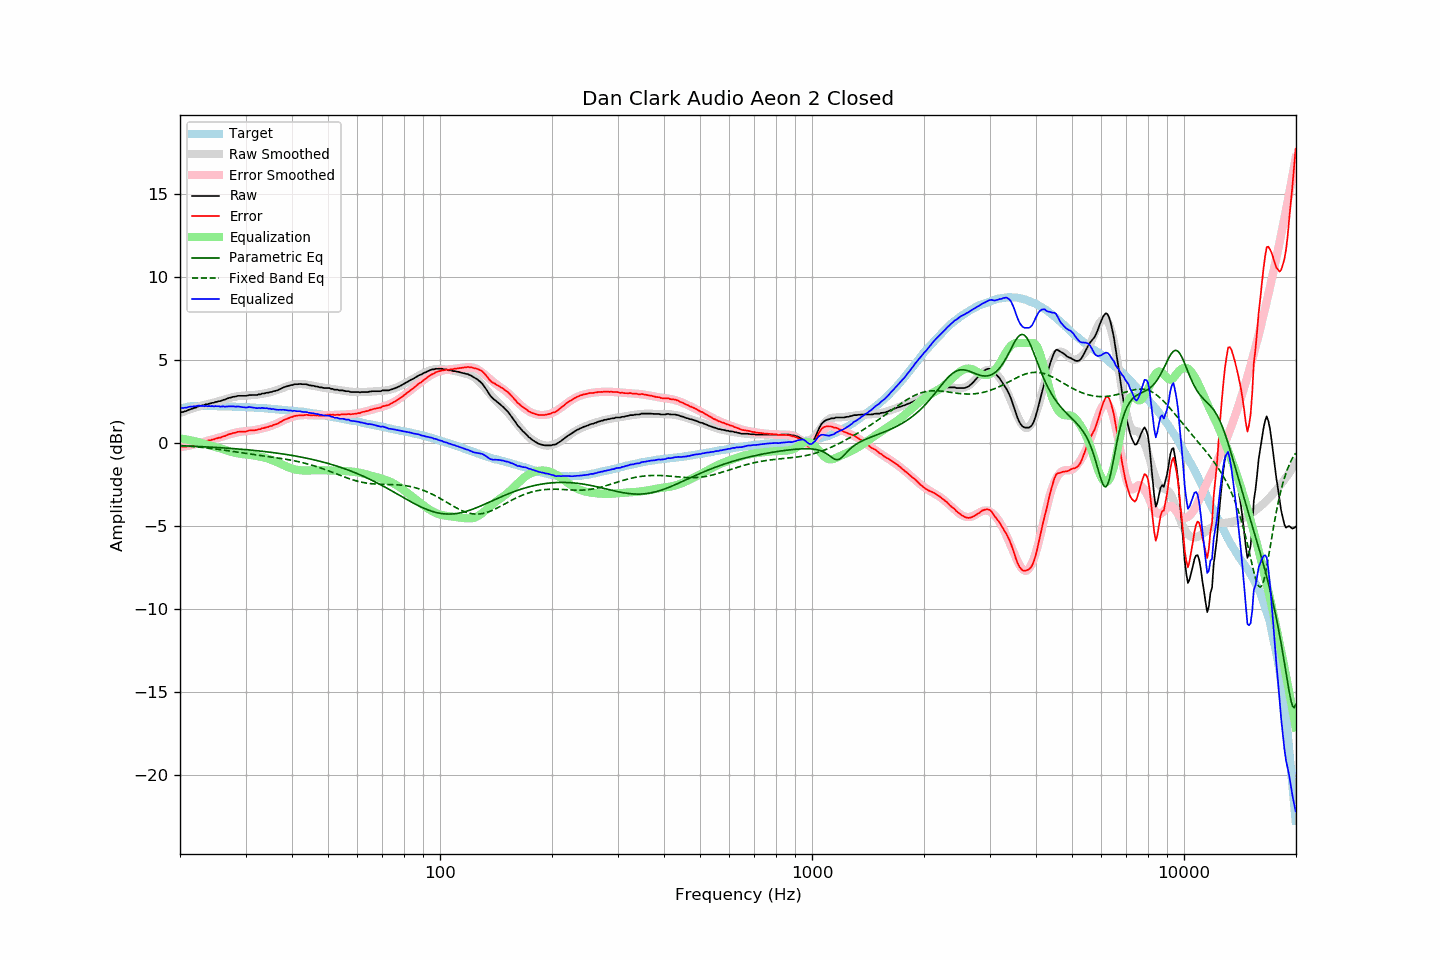 Dan Clark Audio Aeon 2 Closed
Target
Raw Smoothed
Error Smoothed
Raw
Error
Equalization
Parametric Eq
Fixed Band Eq
Equalized
15
10
5
0
−5
−10
−15
−20
Amplitude (dBr)
100
1000
10000
Frequency (Hz)